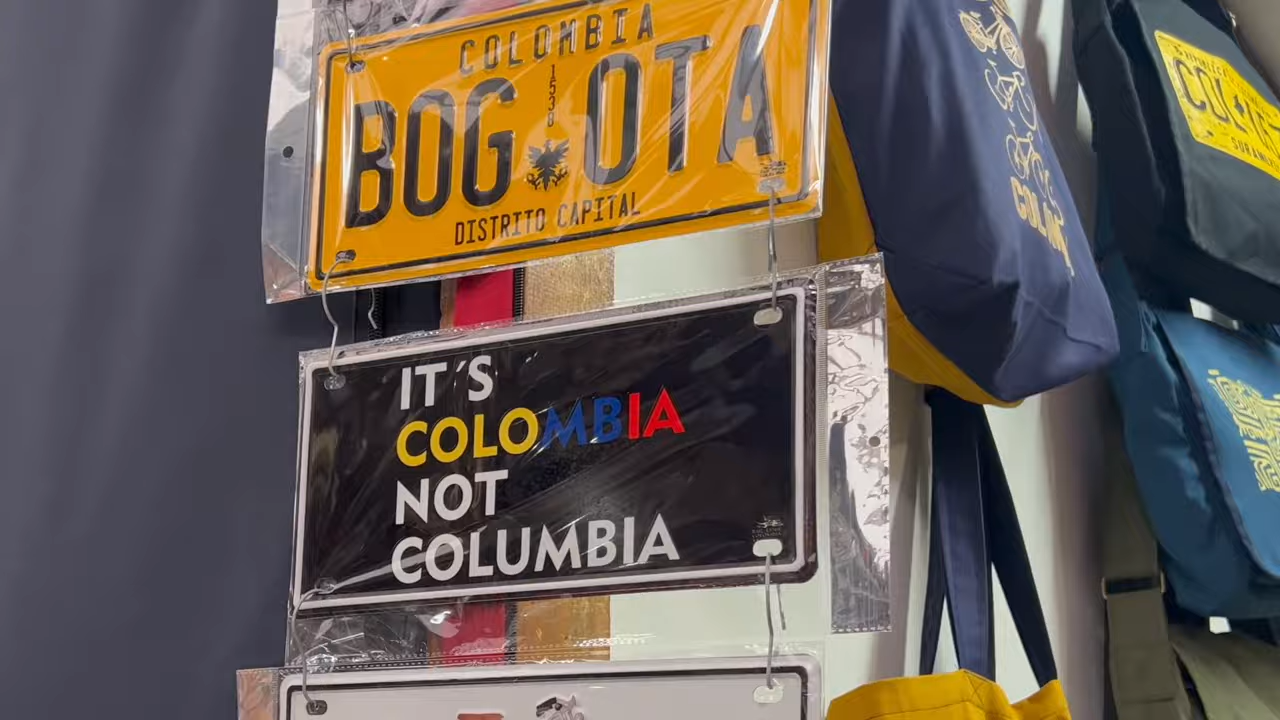 COLOMBIA
BOG OTA
1538
DISTRITO CAPITAL
IT´S
COLOMBIA
NOT
COLUMBIA